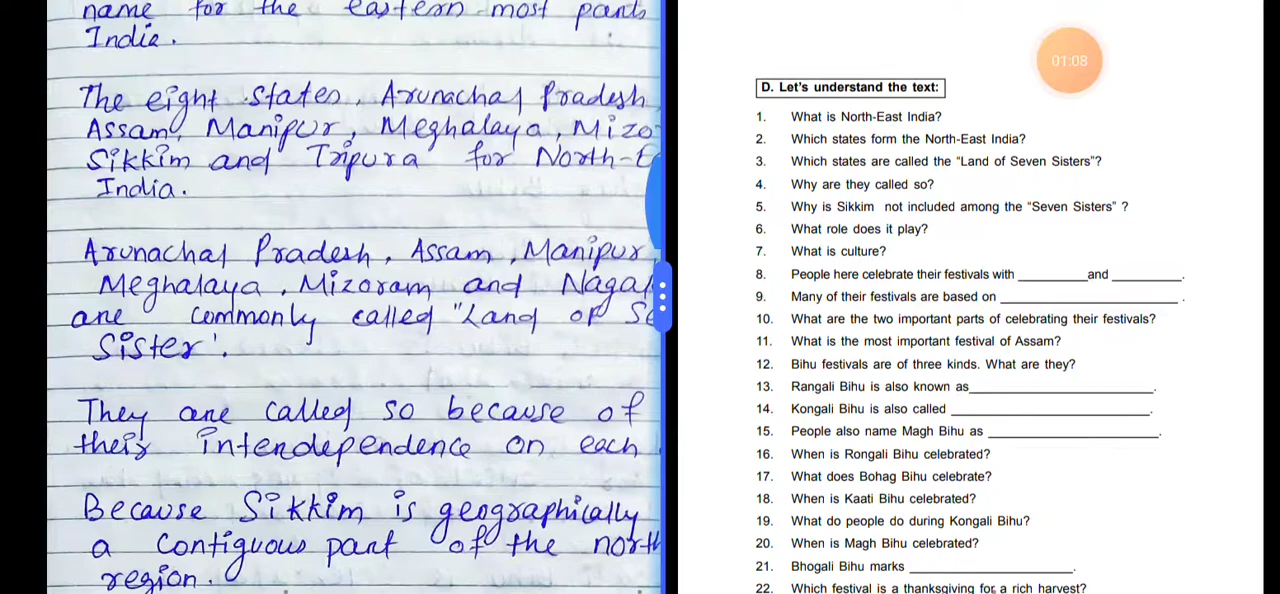 name for the eastern most parts
India.
The eight states, Arunachal Pradesh
Assam, Manipur, Meghalaya, Mizo
Sikkim and Tripura for North-E
India.
Arunachal Pradesh, Assam, Manipur,
Meghalaya, Mizoram and Nagal
are commonly called "Land of Se
Sister'.
They are called so because of
their interdependence on each
Because Sikkim is geographically
a contiguous part of the north
region.
01:08
D. Let's understand the text:
1. What is North-East India?
2. Which states form the North-East India?
3. Which states are called the “Land of Seven Sisters”?
4. Why are they called so?
5. Why is Sikkim not included among the “Seven Sisters” ?
6. What role does it play?
7. What is culture?
8. People here celebrate their festivals with __________and __________.
9. Many of their festivals are based on __________________________ .
10. What are the two important parts of celebrating their festivals?
11. What is the most important festival of Assam?
12. Bihu festivals are of three kinds. What are they?
13. Rangali Bihu is also known as___________________________.
14. Kongali Bihu is also called _____________________________.
15. People also name Magh Bihu as _________________________.
16. When is Rongali Bihu celebrated?
17. What does Bohag Bihu celebrate?
18. When is Kaati Bihu celebrated?
19. What do people do during Kongali Bihu?
20. When is Magh Bihu celebrated?
21. Bhogali Bihu marks ________________________.
22. Which festival is a thanksgiving for a rich harvest?